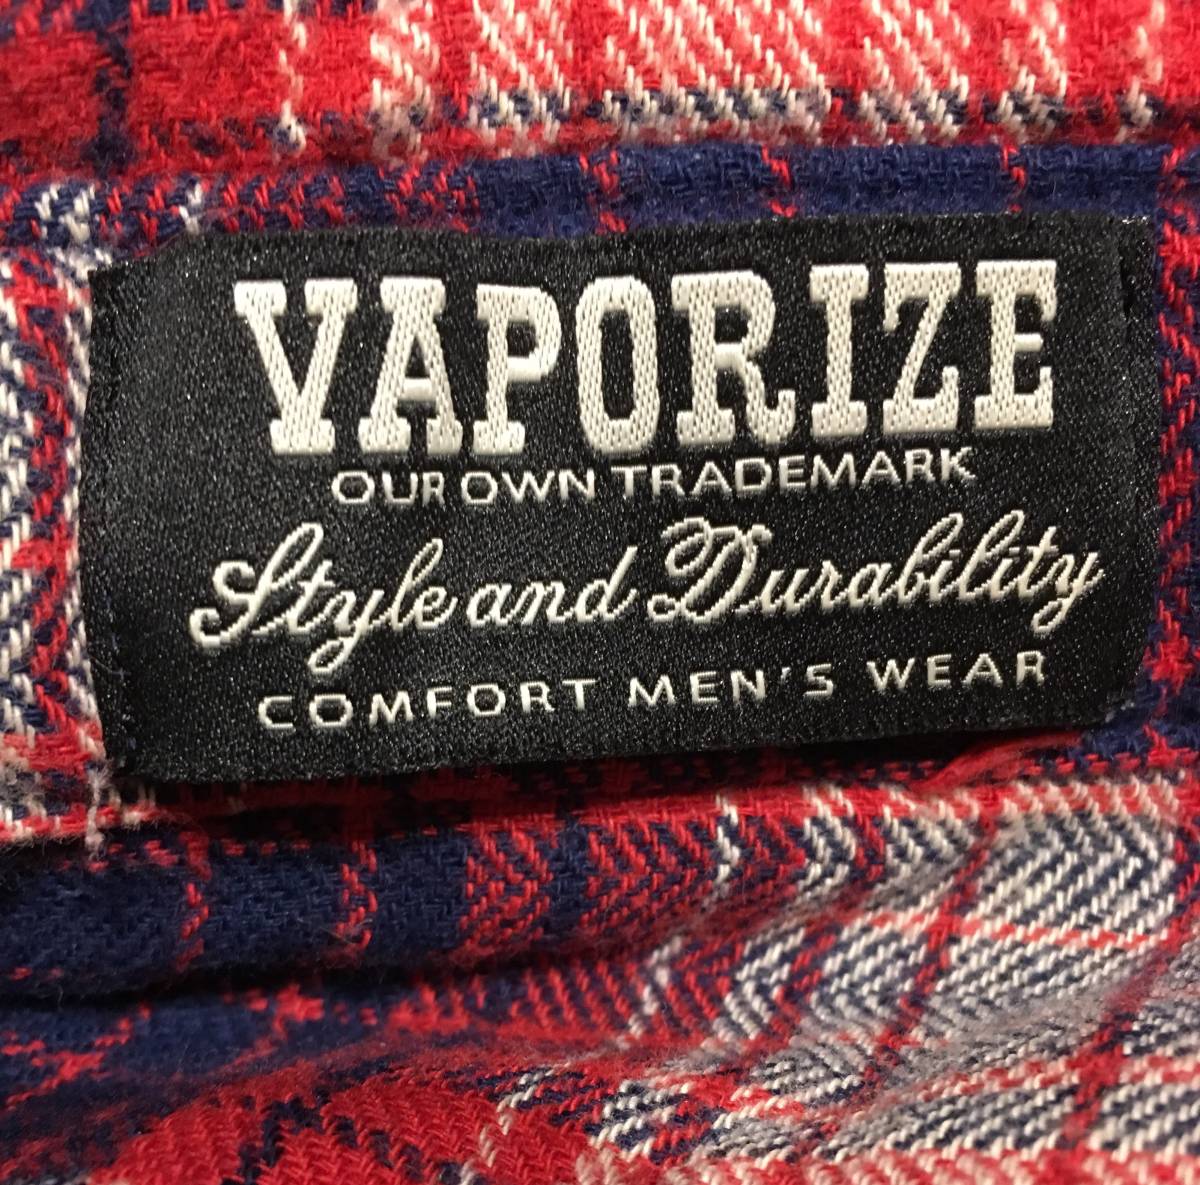 VAPORIZE
OUR OWN TRADEMARK
Style and Durability
COMFORT MEN'S WEAR